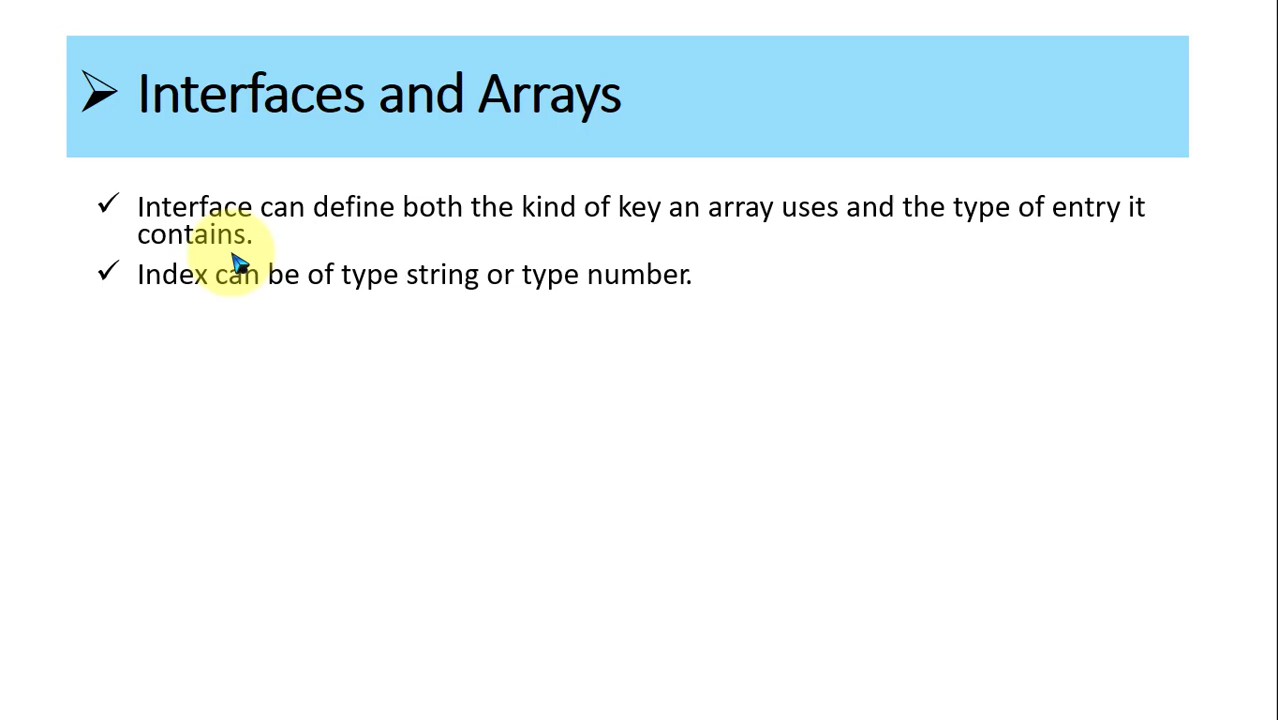 Interfaces and Arrays
Interface can define both the kind of key an array uses and the type of entry it
contains.
Index can be of type string or type number.